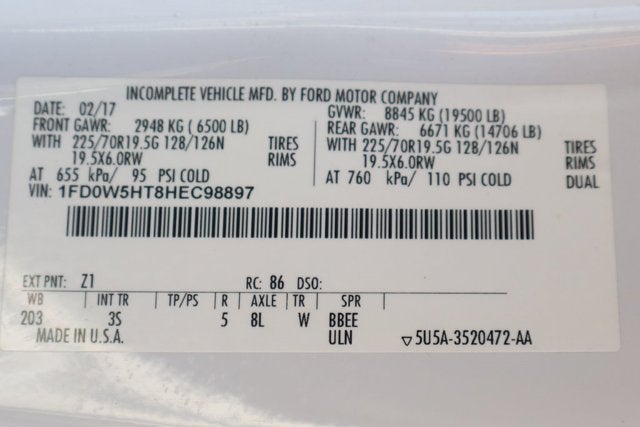 INCOMPLETE VEHICLE MFD. BY FORD MOTOR COMPANY
DATE: 02/17 GVWR: 8845 KG (19500 LB)
FRONT GAWR: 2948 KG ( 6500 LB) REAR GAWR: 6671 KG (14706 LB)
WITH 225/70R19.5G 128/126N TIRES WITH 225/70R19.5G 128/126N TIRES
19.5X6.0RW RIMS 19.5X6.0RW RIMS
AT 655 kPa/ 95 PSI COLD AT 760 kPa/ 110 PSI COLD DUAL
VIN: 1FD0W5HT8HEC98897
EXT PNT: Z1 RC: 86 DSO:
WB INT TR TP/PS R AXLE TR SPR
203 3S 5 8L W BBEE
MADE IN U.S.A. ULN ▽5U5A-3520472-AA